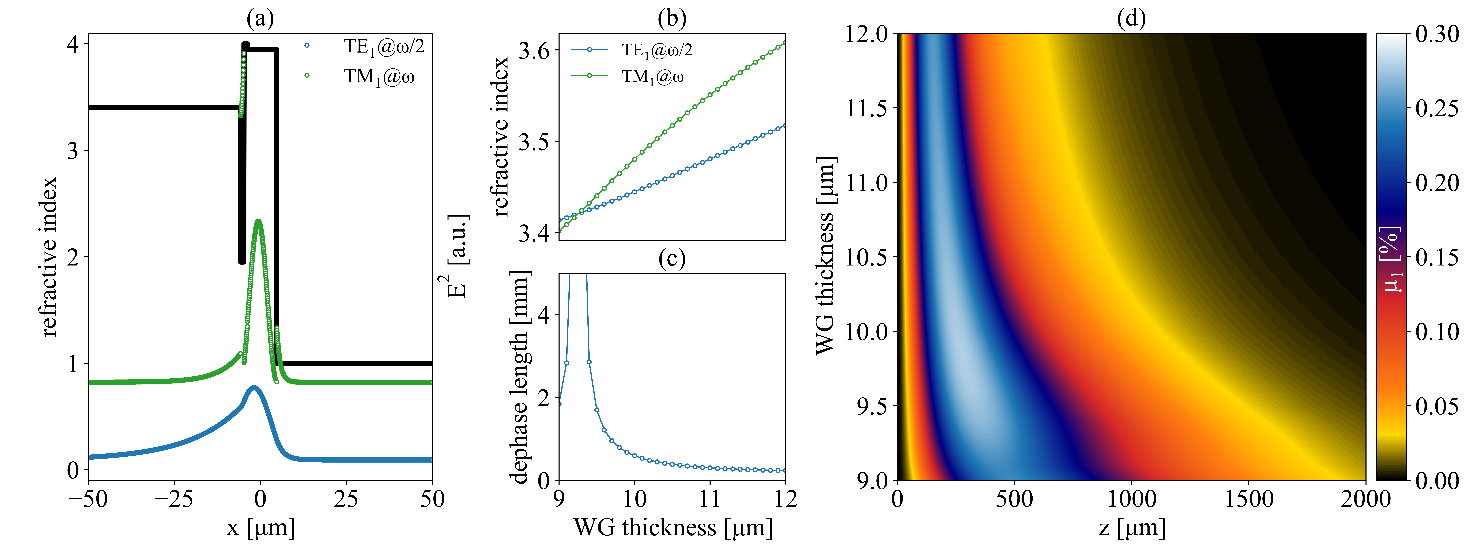 (a)
refractive index
4
3
2
1
0
TE1@ω/2
TM1@ω
−50
−25
0
25
50
x [μm]
E2 [a.u.]
(b)
refractive index
3.6
3.5
3.4
TE1@ω/2
TM1@ω
(c)
dephase length [mm]
4
2
0
9
10
11
12
WG thickness [μm]
(d)
WG thickness [μm]
12.0
11.5
11.0
10.5
10.0
9.5
9.0
0
500
1000
1500
2000
z [μm]
0.30
0.25
0.20
0.15
0.10
0.05
0.00
μ1 [%]